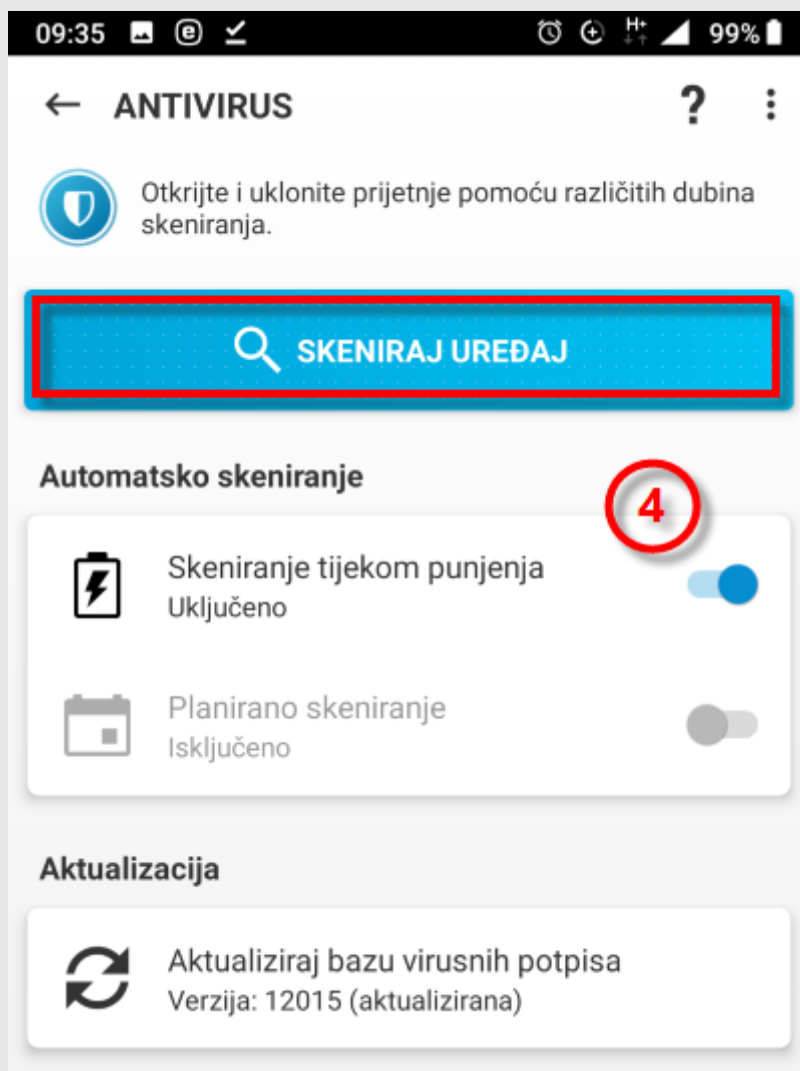 09:35 H+ 99%
ANTIVIRUS ?
Otkrijte i uklonite prijetnje pomoću različitih dubina
skeniranja.
SKENIRAJ UREĐAJ
Automatsko skeniranje
4
Skeniranje tijekom punjenja
Uključeno
Planirano skeniranje
Isključeno
Aktualizacija
Aktualiziraj bazu virusnih potpisa
Verzija: 12015 (aktualizirana)